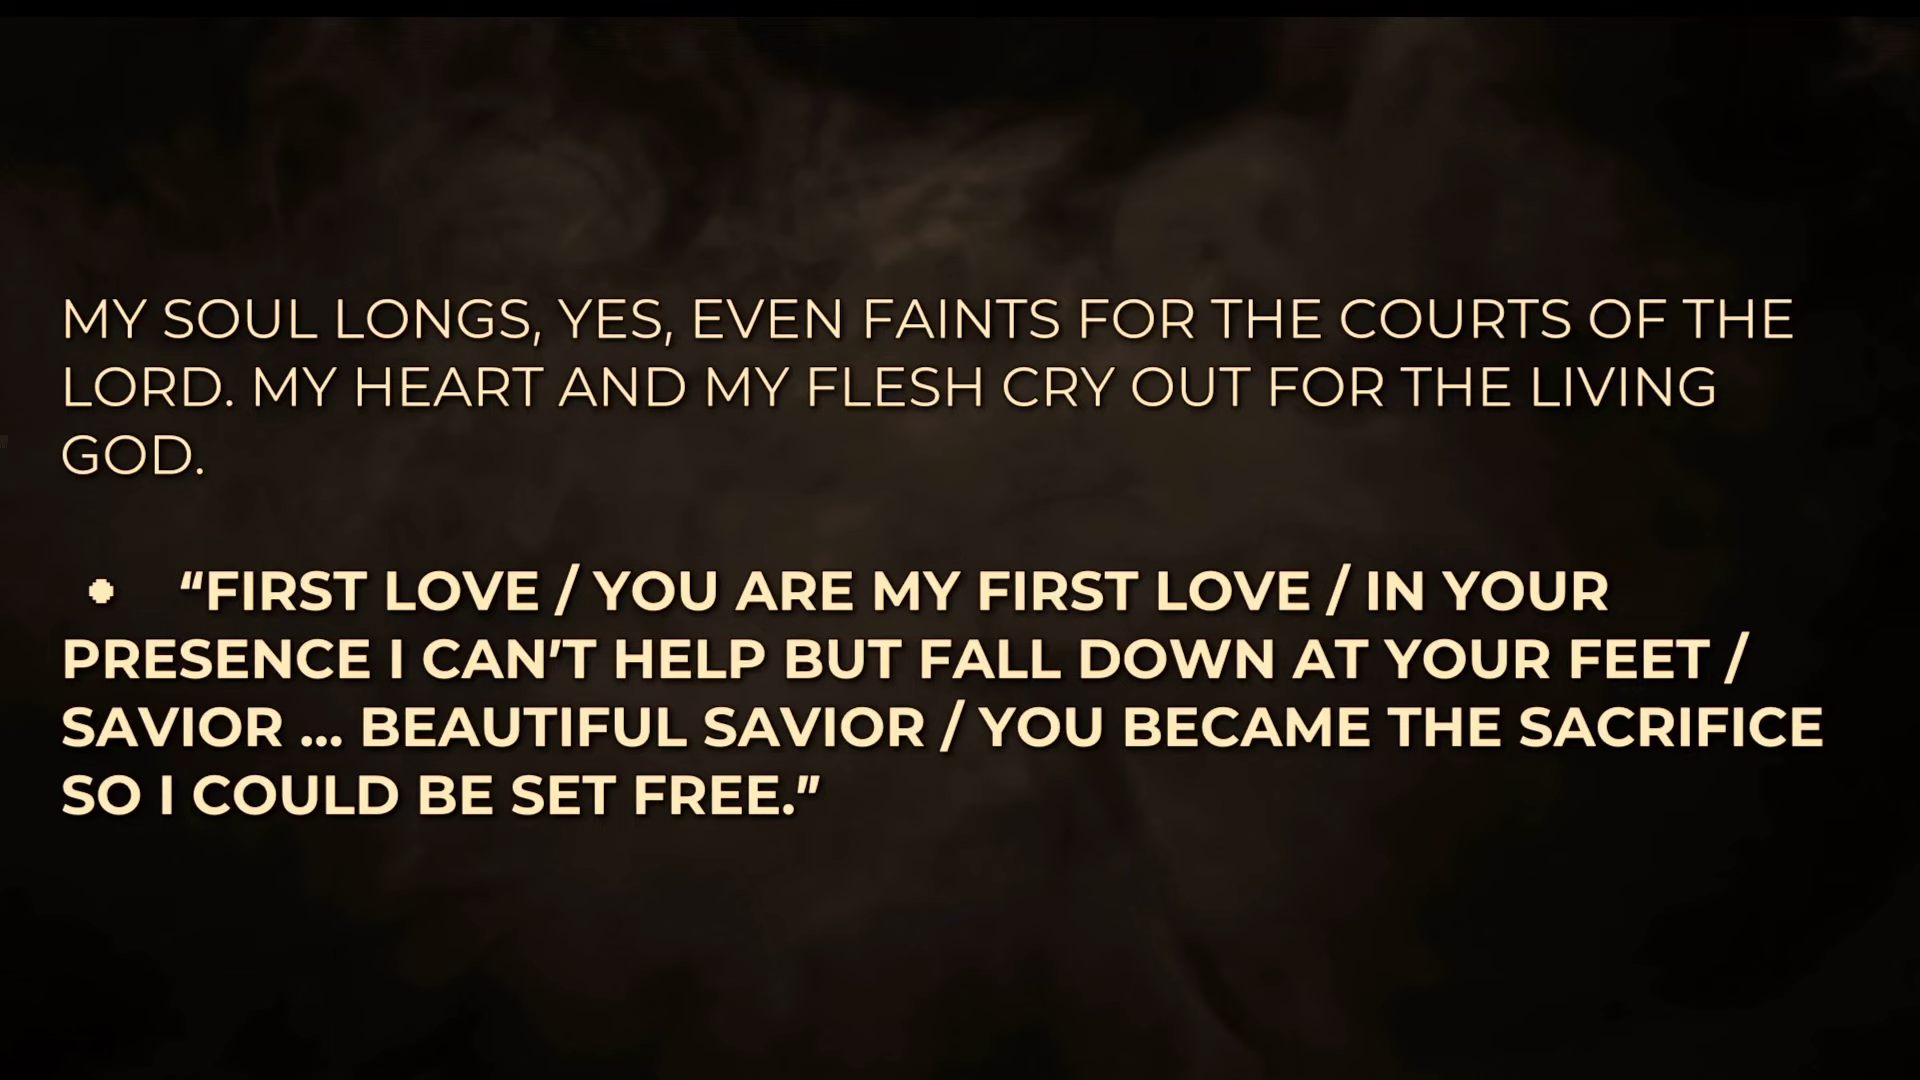 MY SOUL LONGS, YES, EVEN FAINTS FOR THE COURTS OF THE
LORD. MY HEART AND MY FLESH CRY OUT FOR THE LIVING
GOD.
• “FIRST LOVE / YOU ARE MY FIRST LOVE / IN YOUR
PRESENCE I CAN’T HELP BUT FALL DOWN AT YOUR FEET /
SAVIOR ... BEAUTIFUL SAVIOR / YOU BECAME THE SACRIFICE
SO I COULD BE SET FREE.”